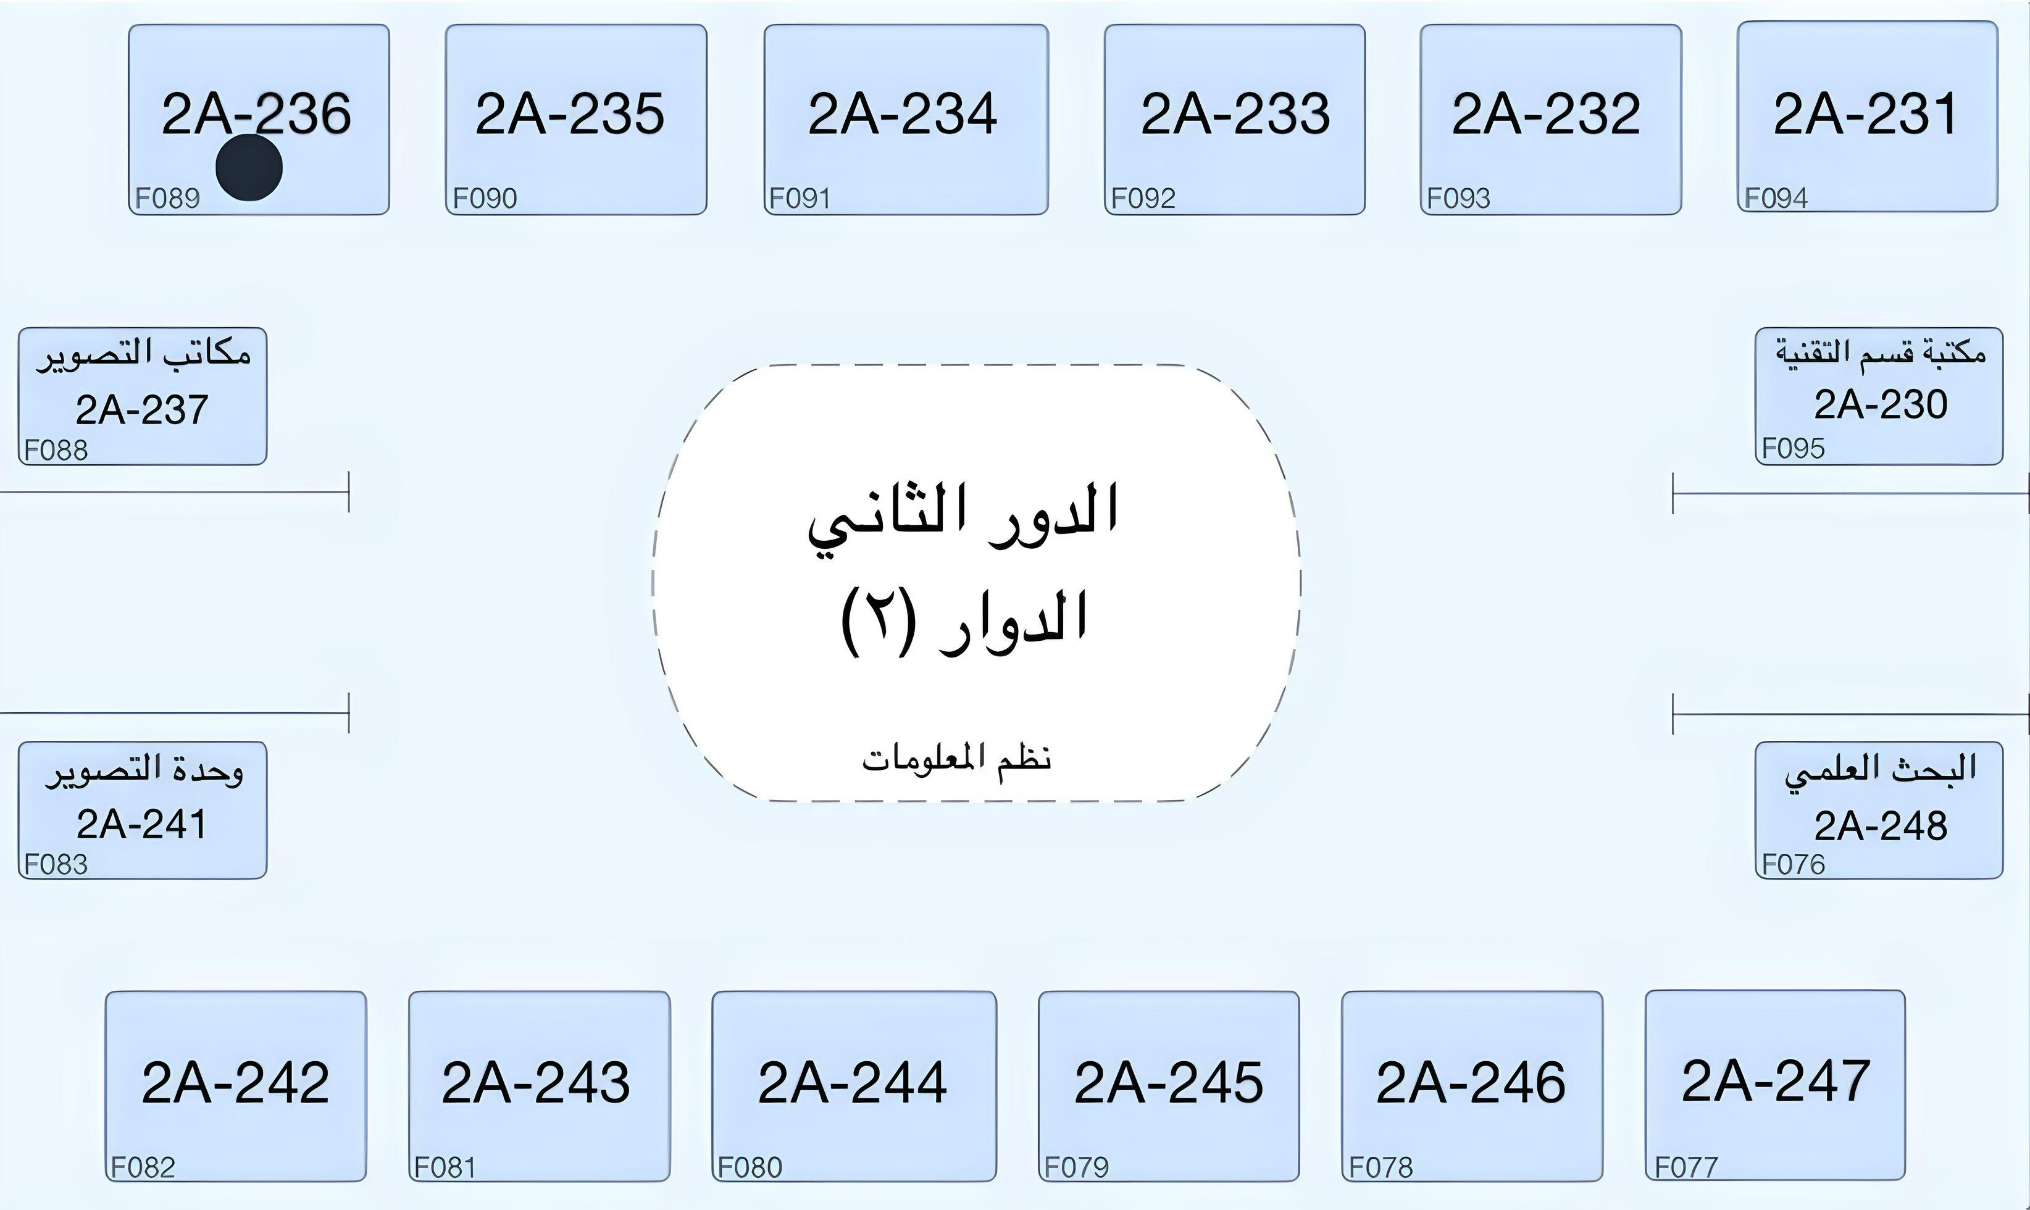 2A-236
F089
2A-235
F090
2A-234
F091
2A-233
F092
2A-232
F093
2A-231
F094
مكاتب التصوير
2A-237
F088
مكتبة قسم التقنية
2A-230
F095
الدور الثاني
الدوار (٢)
نظم المعلومات
وحدة التصوير
2A-241
F083
البحث العلمي
2A-248
F076
2A-242
F082
2A-243
F081
2A-244
F080
2A-245
F079
2A-246
F078
2A-247
F077